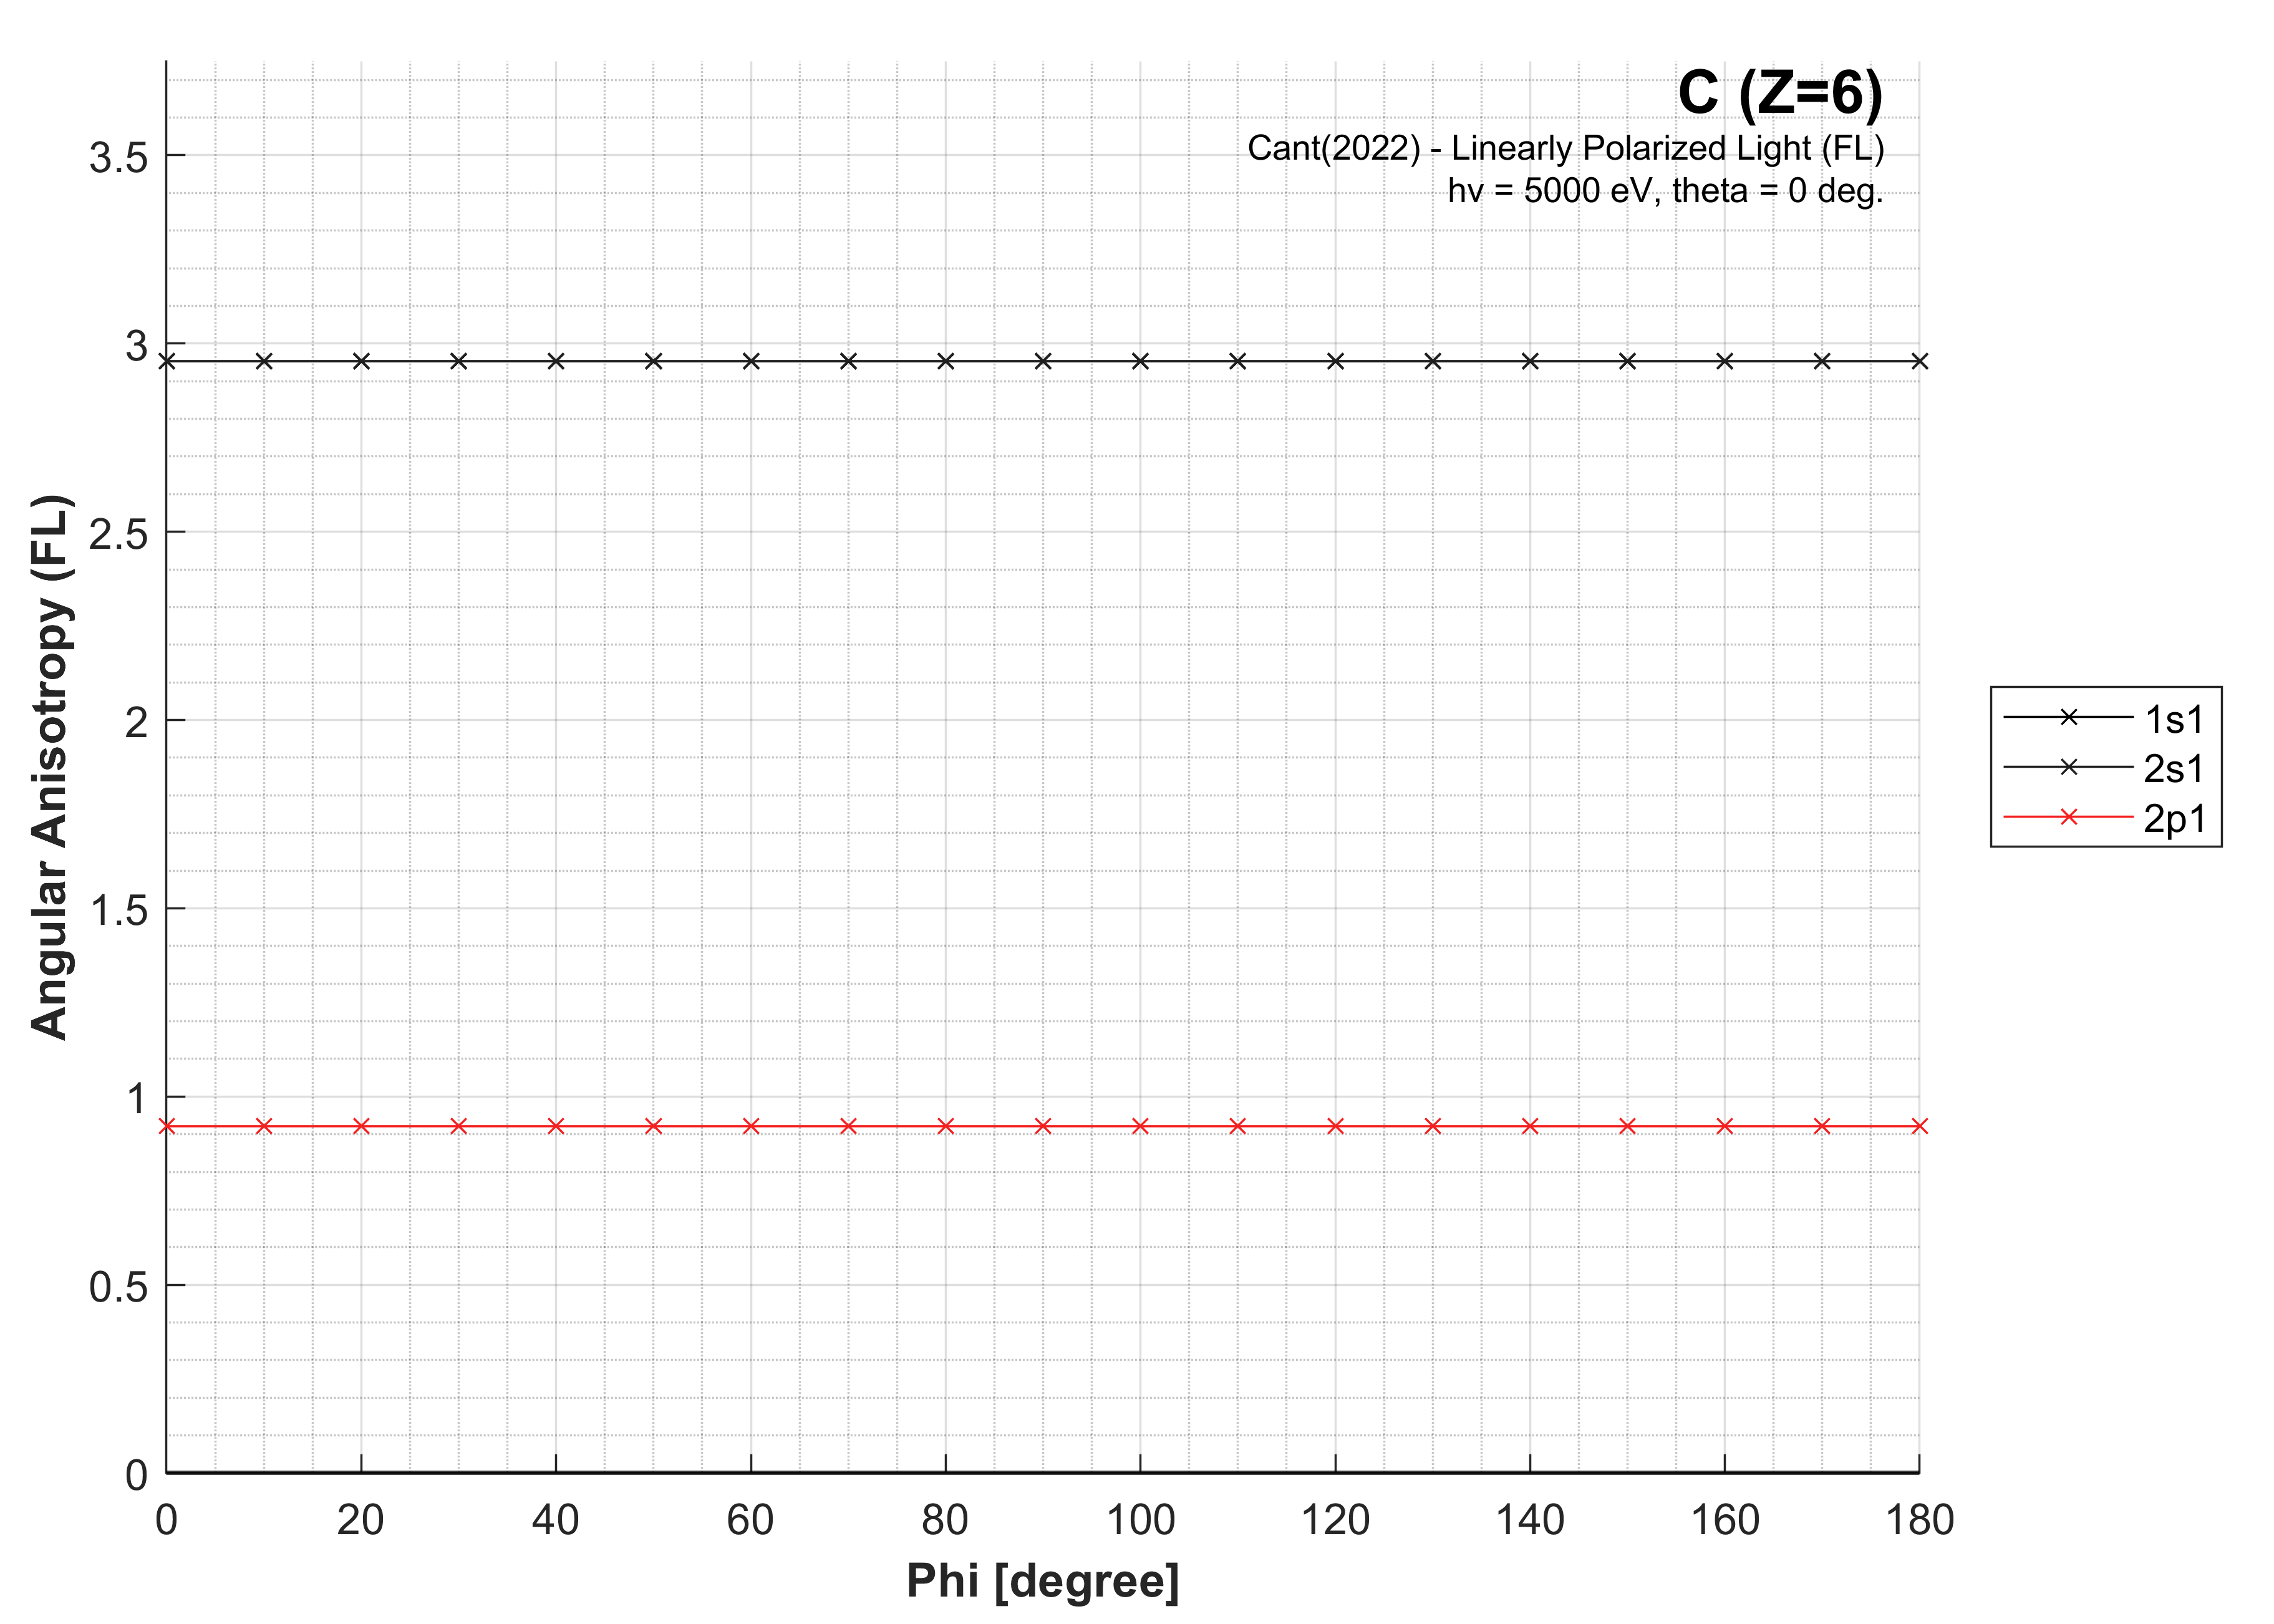 C (Z=6)
Cant(2022) - Linearly Polarized Light (FL)
hv = 5000 eV, theta = 0 deg.
Angular Anisotropy (FL)
3.5
3
2.5
2
1.5
1
0.5
0
0 20 40 60 80 100 120 140 160 180
Phi [degree]
1s1
2s1
2p1